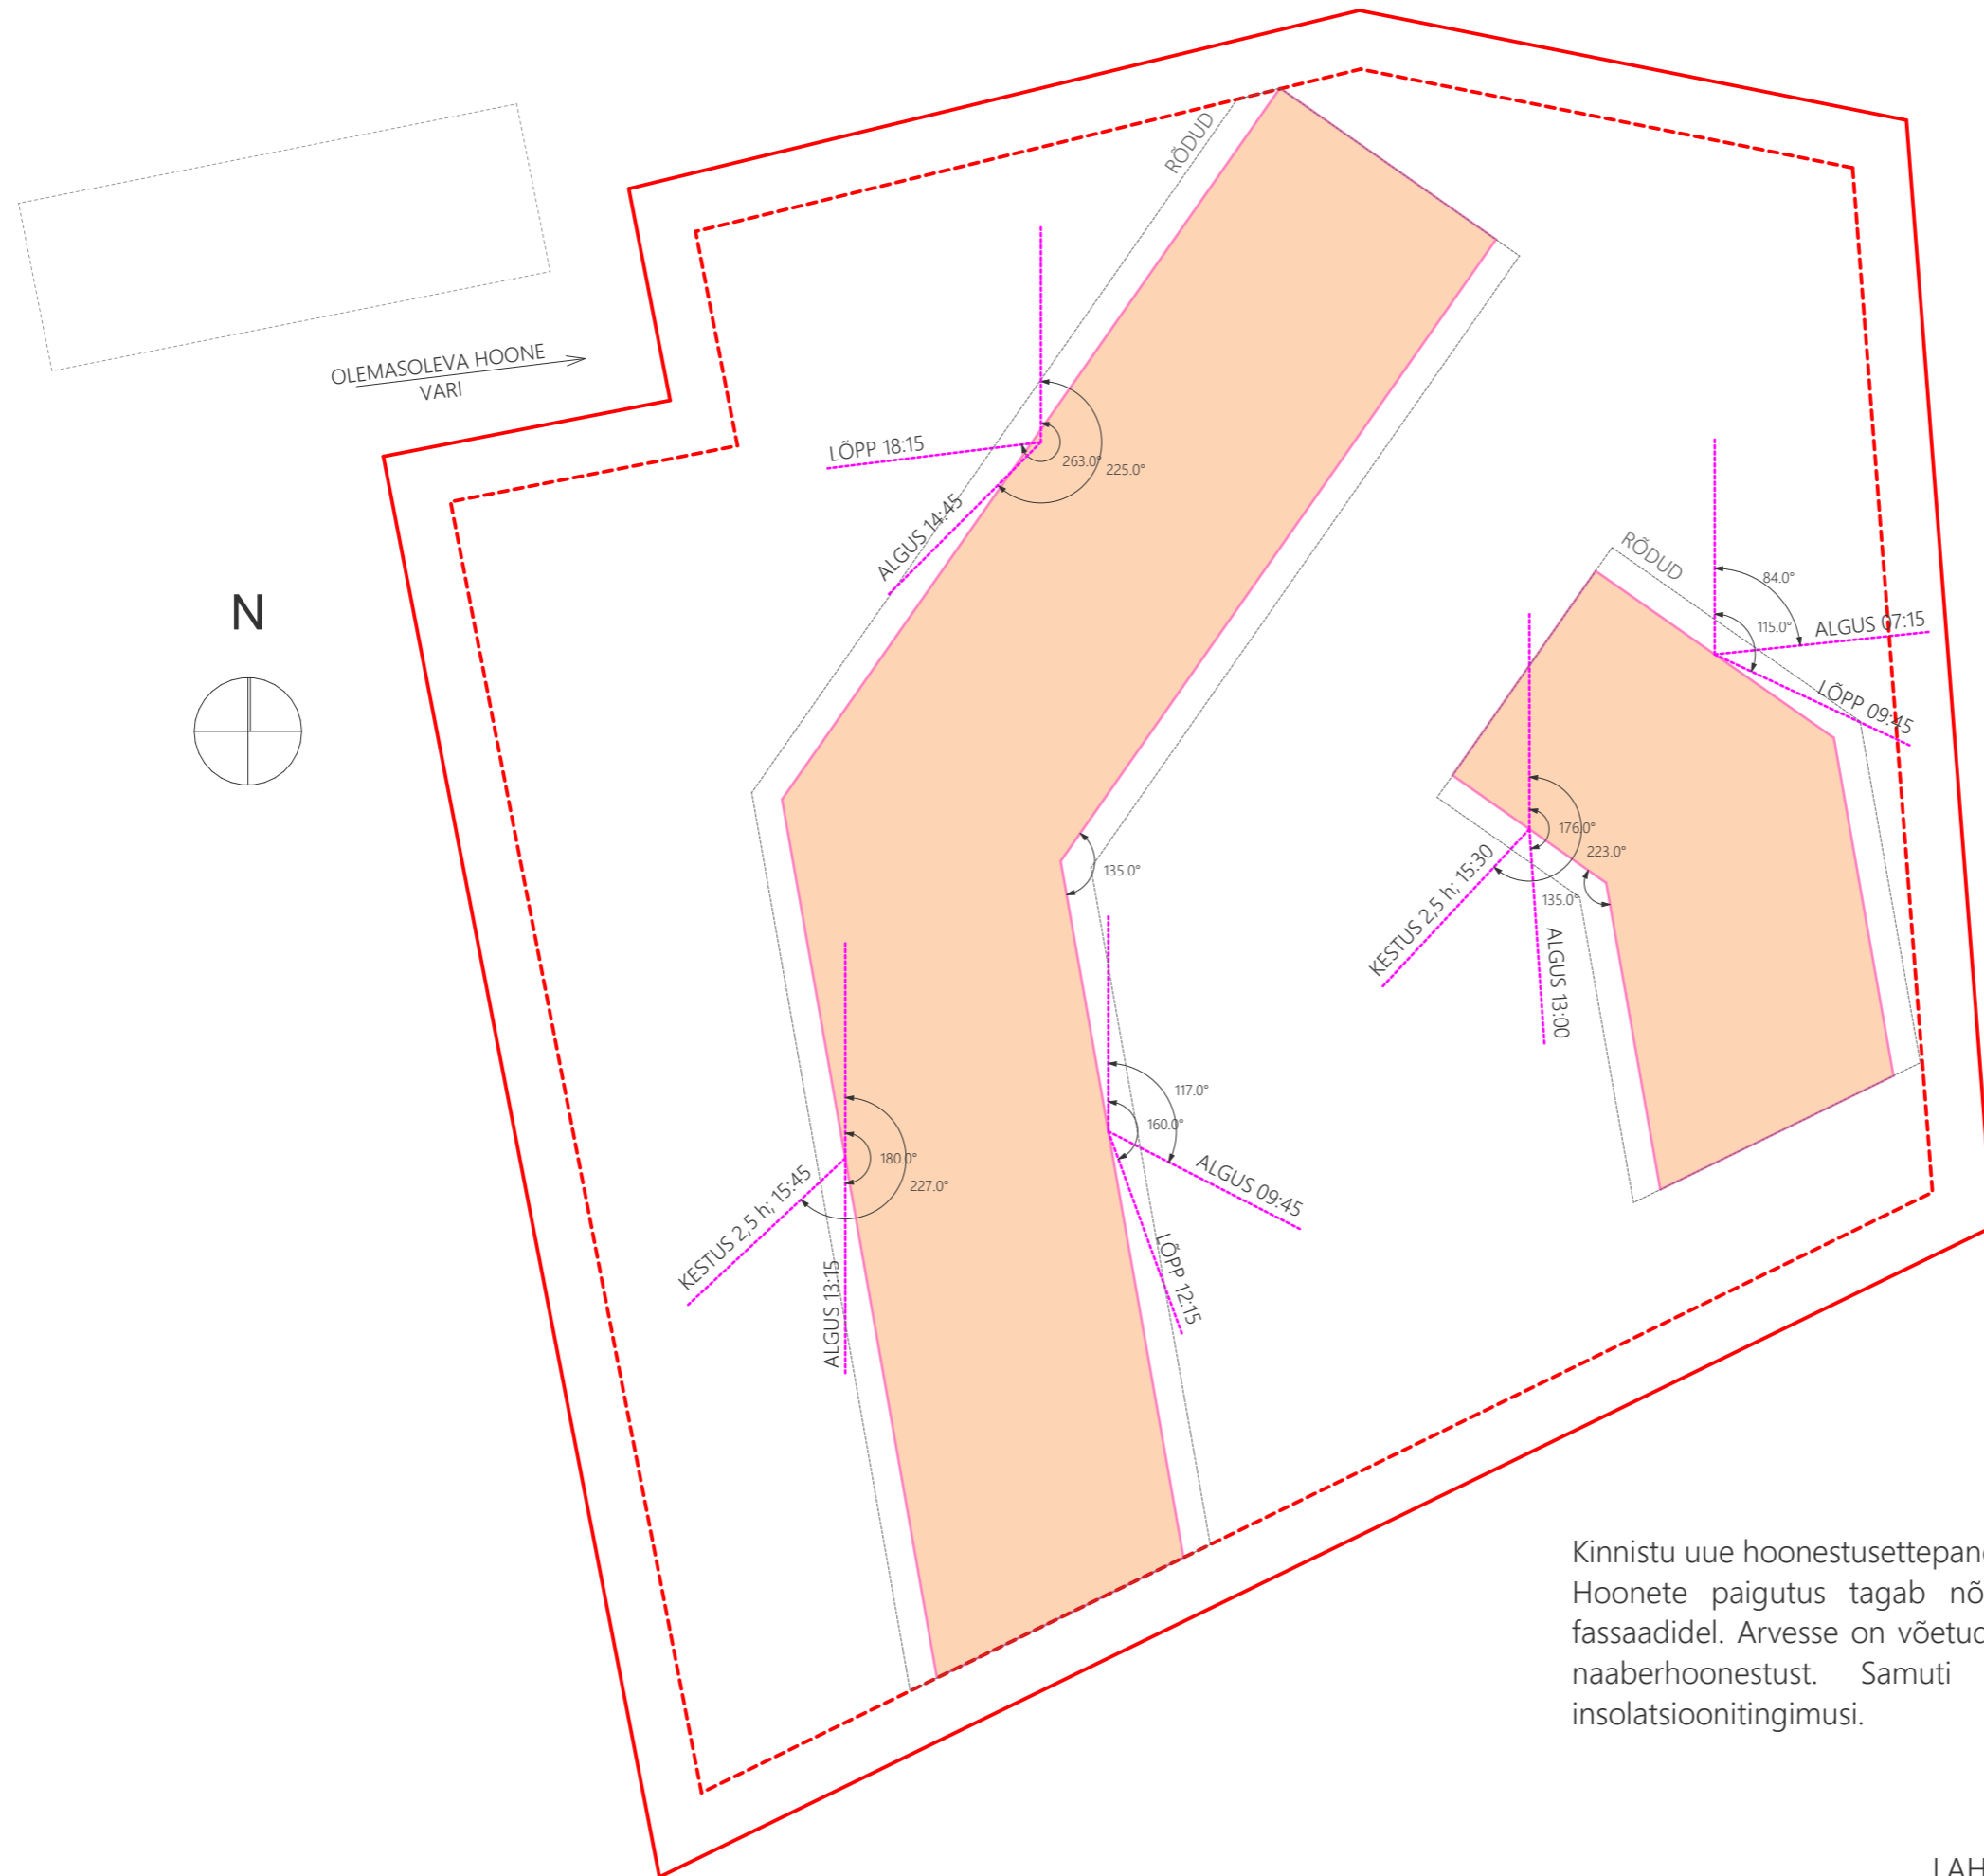 RÕDUD
OLEMASOLEVA HOONE
VARI
LÕPP 18:15
263.0°
225.0°
ALGUS 14:45
N
RÕDUD
84.0°
115.0°
ALGUS 07:15
LÕPP 09:45
176.0°
223.0°
135.0°
KESTUS 2,5 h; 15:30
ALGUS 13:00
135.0°
117.0°
160.0°
ALGUS 09:45
LÕPP 12:15
180.0°
227.0°
KESTUS 2,5 h; 15:45
ALGUS 13:15
Kinnistu uue hoonestusettepan
Hoonete paigutus tagab nõ
fassaadidel. Arvesse on võetud
naaberhoonestust. Samuti
insolatsioonitingimusi.